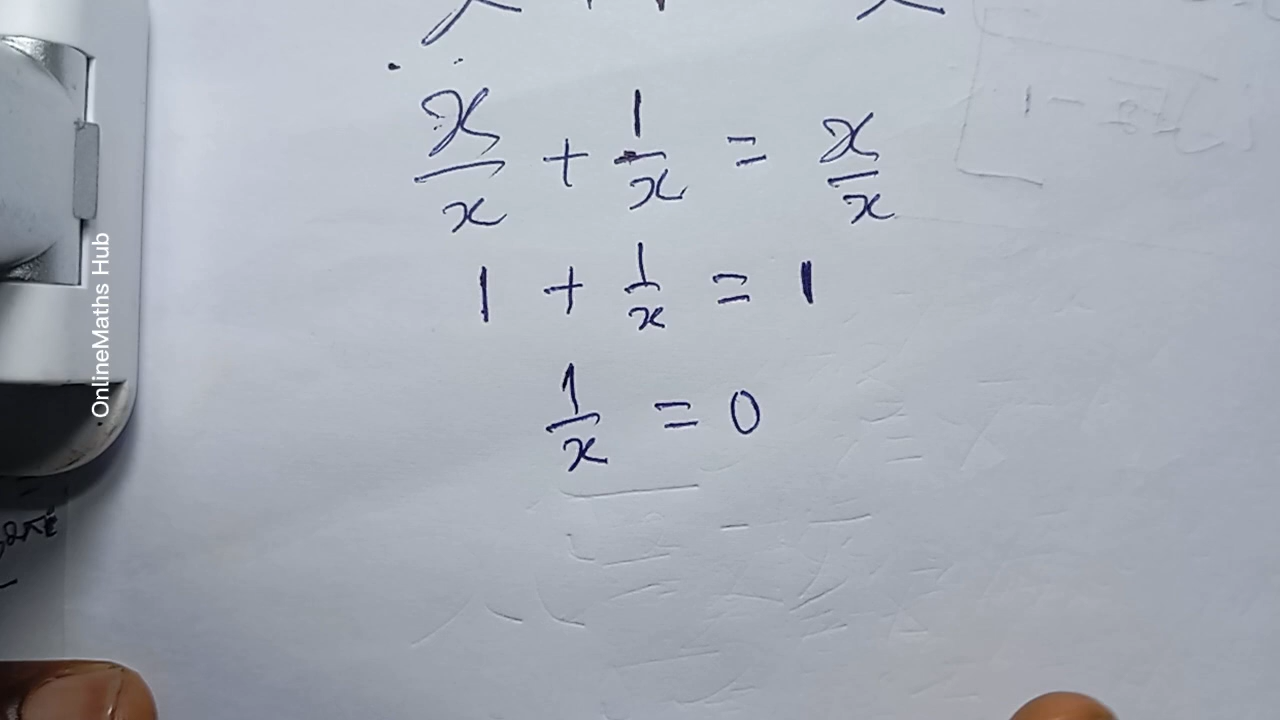 x/x + 1/x = x/x
1 + 1/x = 1
1/x = 0
OnlineMaths Hub